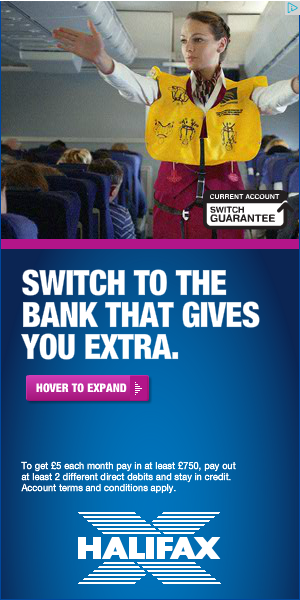 CURRENT ACCOUNT
SWITCH
GUARANTEE
SWITCH TO THE
BANK THAT GIVES
YOU EXTRA.
HOVER TO EXPAND
To get £5 each month pay in at least £750, pay out
at least 2 different direct debits and stay in credit.
Account terms and conditions apply.
HALIFAX